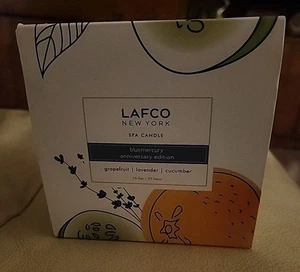 LAFCO
NEW YORK
SPA CANDLE
bluemercury
anniversary edition
grapefruit | lavender | cucumber